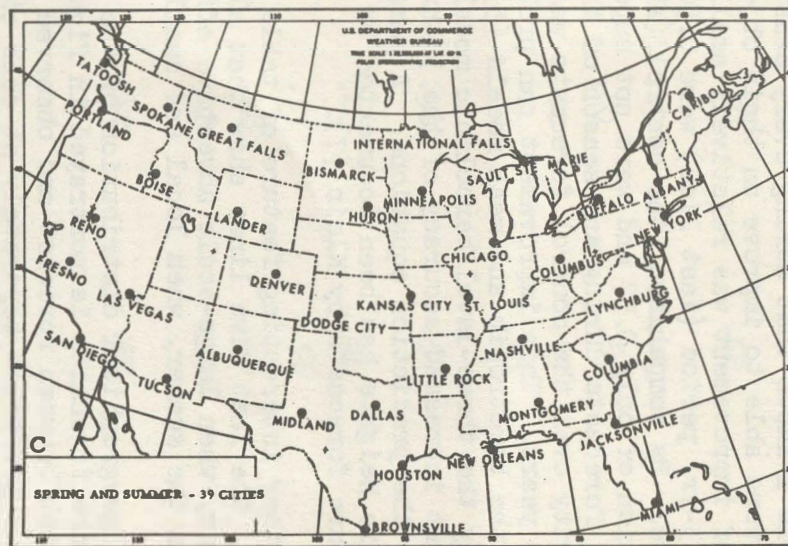 U.S. DEPARTMENT OF COMMERCE
WEATHER BUREAU
POLAR STEREOGRAPHIC PROJECTION
TATOOSH
SPOKANE
GREAT FALLS
PORTLAND
INTERNATIONAL FALLS
CARIBOU
BISMARCK
SAULT STE. MARIE
BOISE
MINNEAPOLIS
HURON
LANDER
BUFFALO
ALBANY
RENO
NEW YORK
CHICAGO
COLUMBUS
FRESNO
DENVER
LAS VEGAS
KANSAS CITY
ST. LOUIS
LYNCHBURG
DODGE CITY
SAN DIEGO
ALBUQUERQUE
NASHVILLE
COLUMBIA
TUCSON
LITTLE ROCK
MIDLAND
DALLAS
MONTGOMERY
JACKSONVILLE
C
NEW ORLEANS
HOUSTON
SPRING AND SUMMER - 39 CITIES
MIAMI
BROWNSVILLE